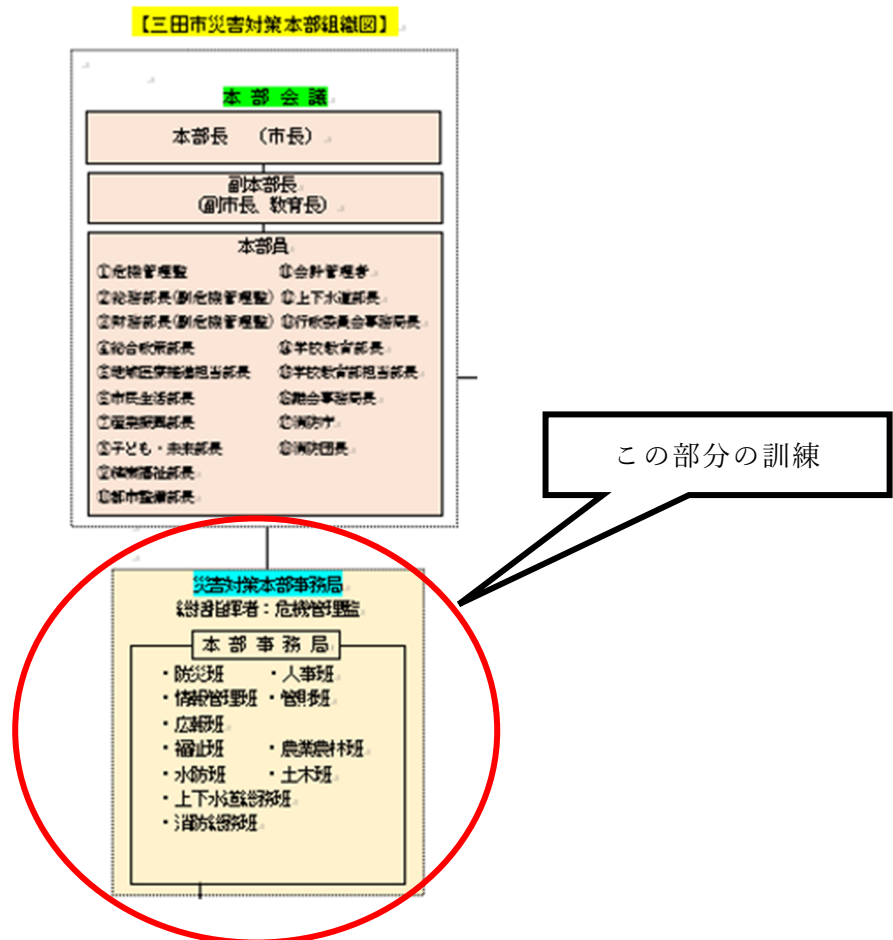 【三田市災害対策本部組織図】
本部会議
本部長　（市長）
副本部長
（副市長、教育長）
本部員
①危機管理監　⑪会計管理者
②総務部長(副危機管理監)　⑫上下水道部長
③財務部長(副危機管理監)　⑬行政委員会事務局長
④総合政策部長　⑭学校教育部長
⑤地域医療推進担当部長　⑮学校教育部担当部長
⑥市民生活部長　⑯議会事務局長
⑦産業振興部長　⑰消防庁
⑧子ども・未来部長　⑱消防団長
⑨健康福祉部長
⑩都市整備部長
この部分の訓練
災害対策本部事務局
総括指揮者：危機管理監
本部事務局
・防災班　・人事班
・情報管理班　・管財班
・広報班
・福祉班　・農業農林班
・水防班　・土木班
・上下水道総務班
・消防総務班